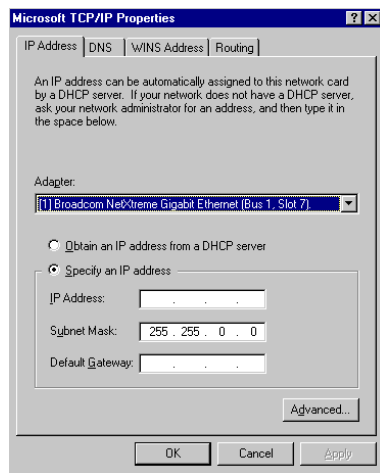 Microsoft TCP/IP Properties
IP Address DNS WINS Address Routing
An IP address can be automatically assigned to this network card
by a DHCP server. If your network does not have a DHCP server,
ask your network administrator for an address, and then type it in
the space below.
Adapter:
[1] Broadcom NetXtreme Gigabit Ethernet (Bus 1, Slot 7).
Obtain an IP address from a DHCP server
Specify an IP address
IP Address: . . .
Subnet Mask: 255 . 255 . 0 . 0
Default Gateway: . . .
Advanced...
OK Cancel Apply